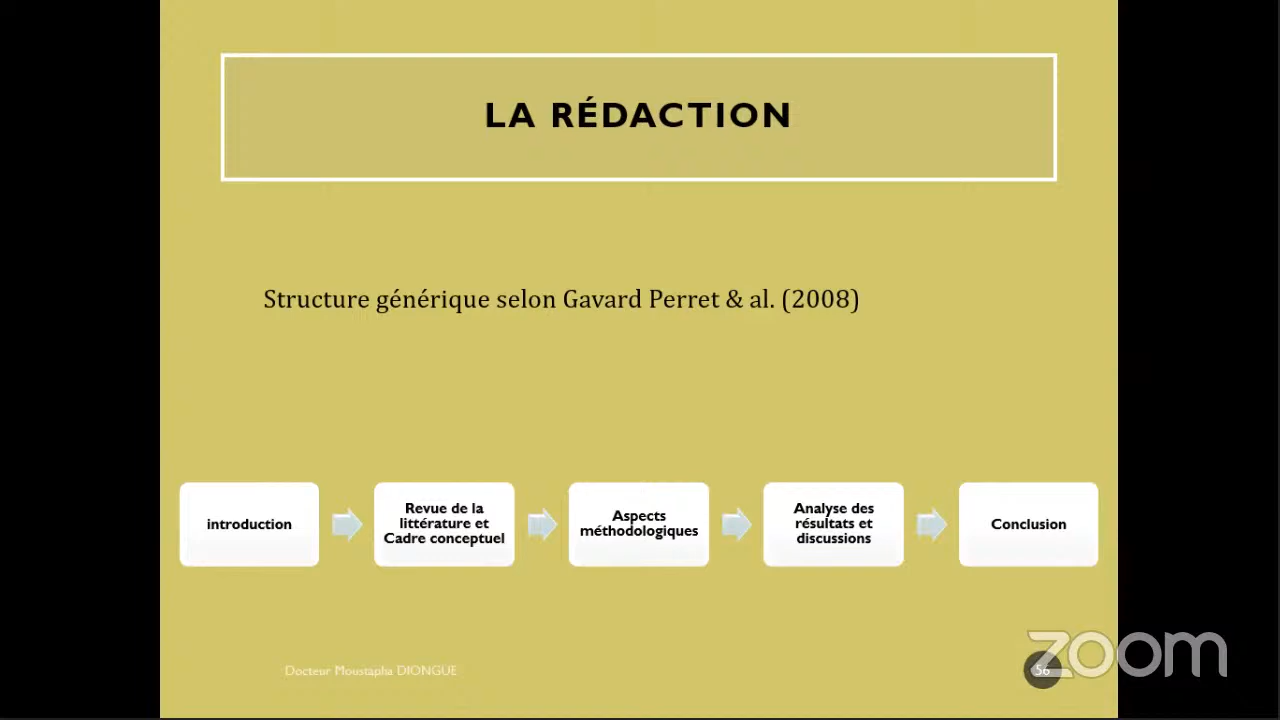 LA RÉDACTION
Structure générique selon Gavard Perret & al. (2008)
introduction
Revue de la
littérature et
Cadre conceptuel
Aspects
méthodologiques
Analyse des
résultats et
discussions
Conclusion
Docteur Moustapha DIONGUE
56
zoom